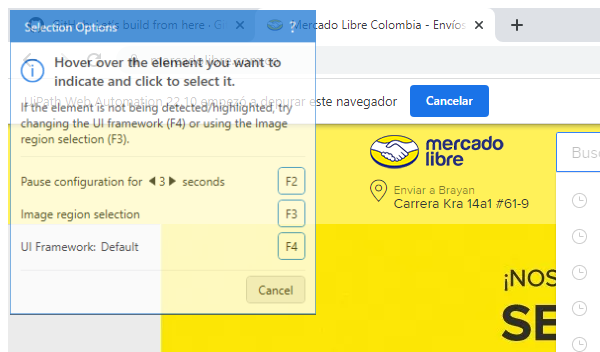 Selection Options
?
Hover over the element you want to
indicate and click to select it.
If the element is not being detected/highlighted, try
changing the UI framework (F4) or using the Image
region selection (F3).
Pause configuration for 3 seconds
F2
Image region selection
F3
UI Framework: Default
F4
Cancel
GitHub: Let's build from here · Gi
Mercado Libre Colombia - Envíos
UiPath Web Automation 22.10 empezó a depurar este navegador
Cancelar
mercado
libre
Enviar a Brayan
Carrera Kra 14a1 #61-9
Busc
¡NOS
SE